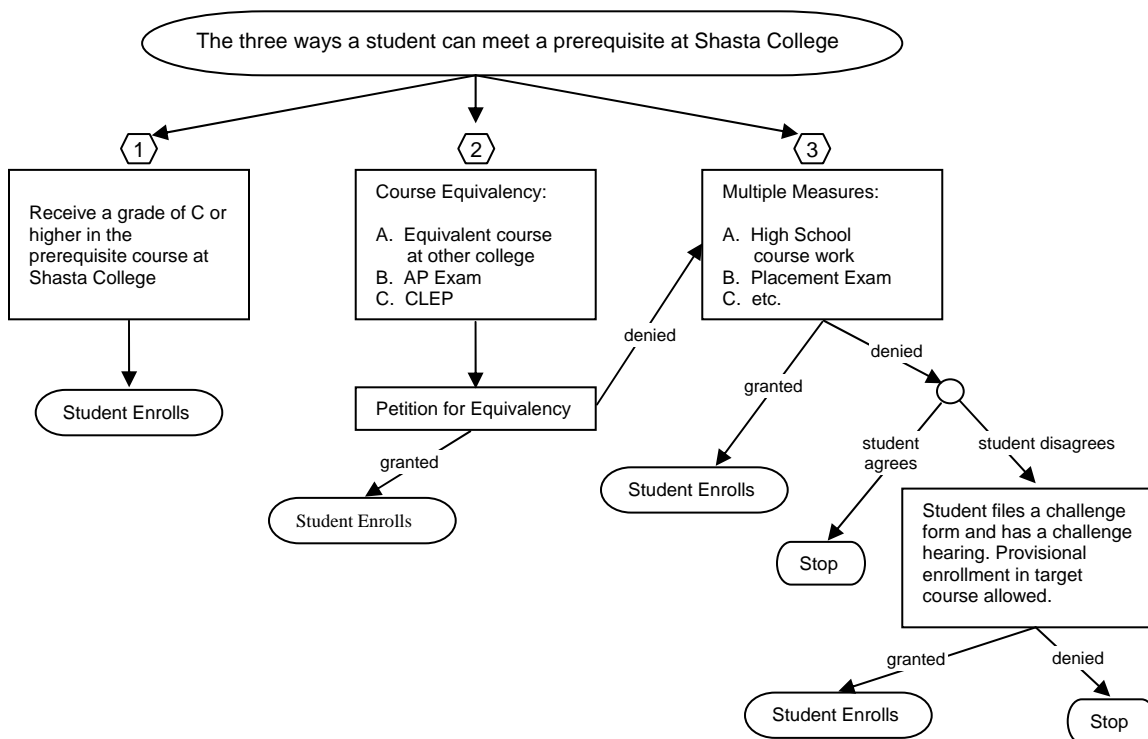 The three ways a student can meet a prerequisite at Shasta College
1
2
3
Receive a grade of C or
higher in the
prerequisite course at
Shasta College
Course Equivalency:
A. Equivalent course
at other college
B. AP Exam
C. CLEP
Multiple Measures:
A. High School
course work
B. Placement Exam
C. etc.
denied
denied
granted
Student Enrolls
Petition for Equivalency
granted
student
agrees
student disagrees
Student Enrolls
Student Enrolls
Stop
Student files a challenge
form and has a challenge
hearing. Provisional
enrollment in target
course allowed.
granted
denied
Student Enrolls
Stop